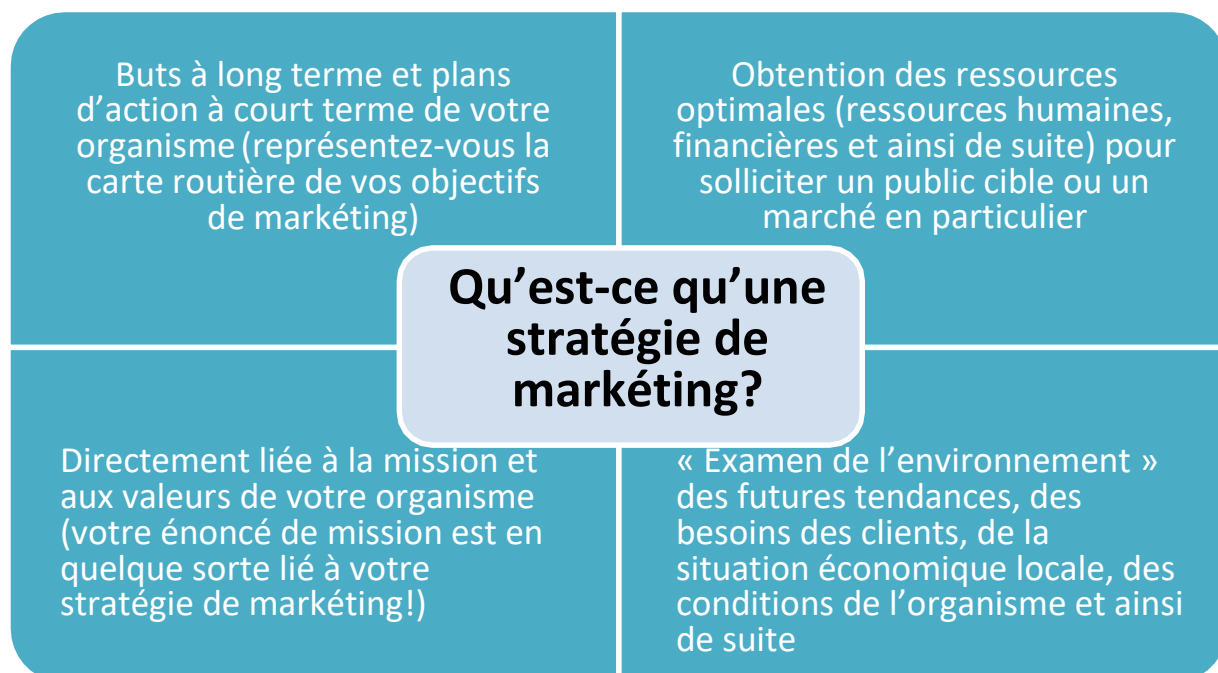 Buts à long terme et plans
d’action à court terme de votre
organisme (représentez-vous la
carte routière de vos objectifs
de markéting)
Obtention des ressources
optimales (ressources humaines,
financières et ainsi de suite) pour
solliciter un public cible ou un
marché en particulier
Qu’est-ce qu’une
stratégie de
markéting?
Directement liée à la mission et
aux valeurs de votre organisme
(votre énoncé de mission est en
quelque sorte lié à votre
stratégie de markéting!)
« Examen de l’environnement »
des futures tendances, des
besoins des clients, de la
situation économique locale, des
conditions de l’organisme et ainsi
de suite